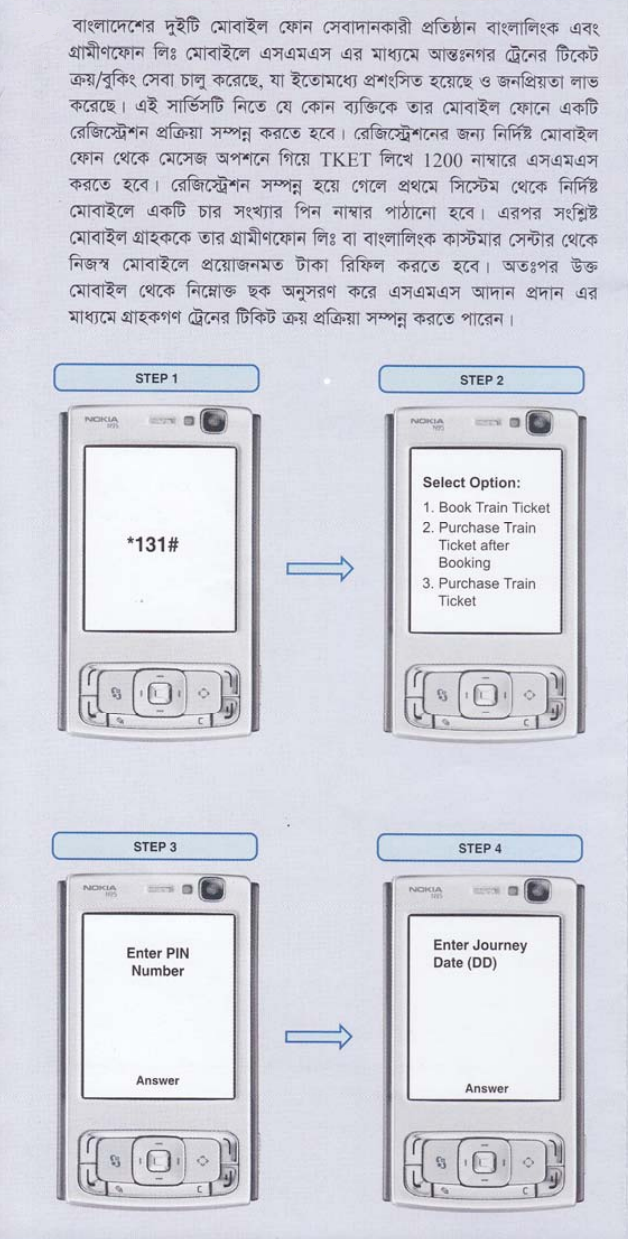 বাংলাদেশের দুইটি মোবাইল ফোন সেবাদানকারী প্রতিষ্ঠান বাংলালিংক এবং
গ্রামীণফোন লিঃ মোবাইলে এসএমএস এর মাধ্যমে আন্তঃনগর ট্রেনের টিকেট
ক্রয়/বুকিং সেবা চালু করেছে, যা ইতোমধ্যে প্রশংসিত হয়েছে ও জনপ্রিয়তা লাভ
করেছে। এই সার্ভিসটি নিতে যে কোন ব্যক্তিকে তার মোবাইল ফোনে একটি
রেজিস্ট্রেশন প্রক্রিয়া সম্পন্ন করতে হবে। রেজিস্ট্রেশনের জন্য নির্দিষ্ট মোবাইল
ফোন থেকে মেসেজ অপশনে গিয়ে TKET লিখে 1200 নাম্বারে এসএমএস
করতে হবে। রেজিস্ট্রেশন সম্পন্ন হয়ে গেলে প্রথমে সিস্টেম থেকে নির্দিষ্ট
মোবাইলে একটি চার সংখ্যার পিন নাম্বার পাঠানো হবে। এরপর সংশ্লিষ্ট
মোবাইল গ্রাহককে তার গ্রামীণফোন লিঃ বা বাংলালিংক কাস্টমার সেন্টার থেকে
নিজস্ব মোবাইলে প্রয়োজনমত টাকা রিফিল করতে হবে। অতঃপর উক্ত
মোবাইল থেকে নিম্নোক্ত ছক অনুসরণ করে এসএমএস আদান প্রদান এর
মাধ্যমে গ্রাহকগণ ট্রেনের টিকিট ক্রয় প্রক্রিয়া সম্পন্ন করতে পারেন।
STEP 1
NOKIA
N95
*131#
C
STEP 2
NOKIA
N95
Select Option:
1. Book Train Ticket
2. Purchase Train
Ticket after
Booking
3. Purchase Train
Ticket
C
STEP 3
NOKIA
N95
Enter PIN
Number
Answer
C
STEP 4
NOKIA
N95
Enter Journey
Date (DD)
Answer
C